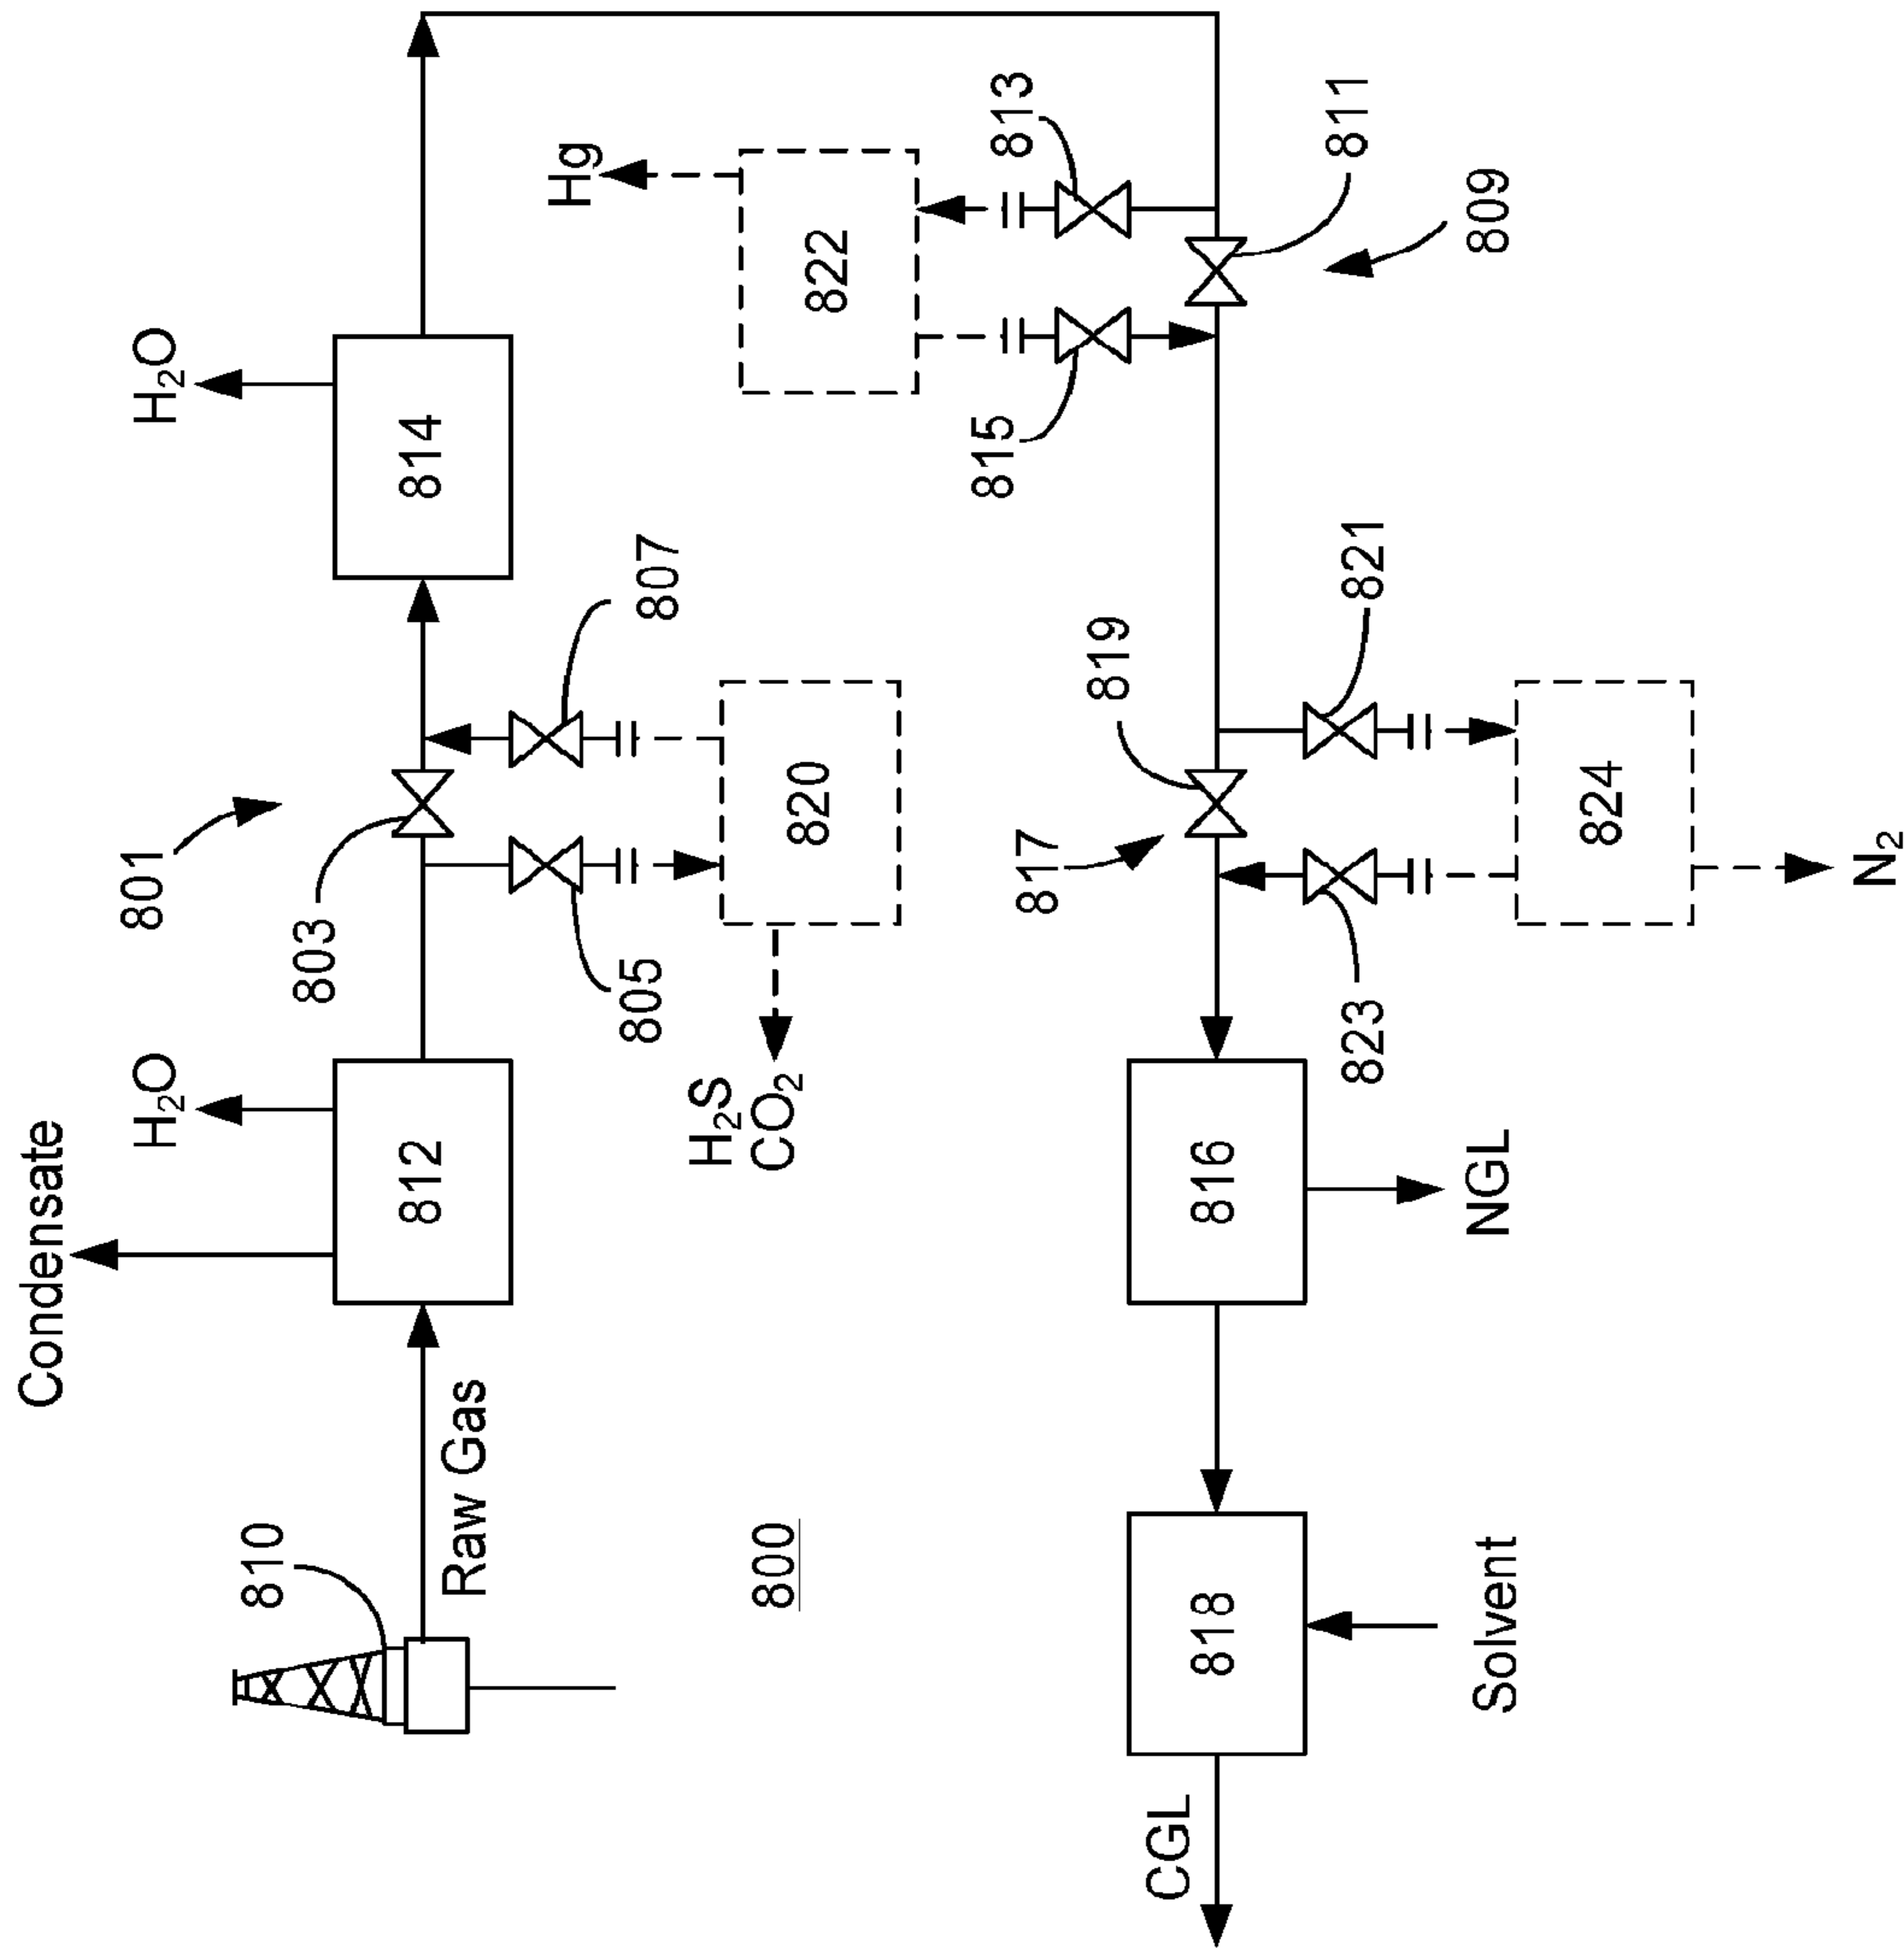 Condensate
H₂O
H₂O
810
812
801
803
814
Raw Gas
805
807
H₂S
CO₂
820
800
Hg
822
813
815
811
809
CGL
817
819
818
816
823
821
Solvent
NGL
824
N₂